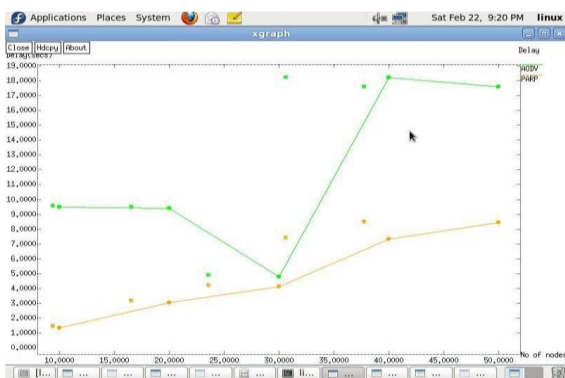 Applications Places System Sat Feb 22, 9:20 PM linux
xgraph
Close Hdcpy About
Delay(secs)
Delay
AODV
PARP
19.0000
18.0000
17.0000
16.0000
15.0000
14.0000
13.0000
12.0000
11.0000
10.0000
9.0000
8.0000
7.0000
6.0000
5.0000
4.0000
3.0000
2.0000
1.0000
0.0000
10.0000 15.0000 20.0000 25.0000 30.0000 35.0000 40.0000 45.0000 50.0000
No of nodes
[l... ... ... ... ... li... ... ... ... ...